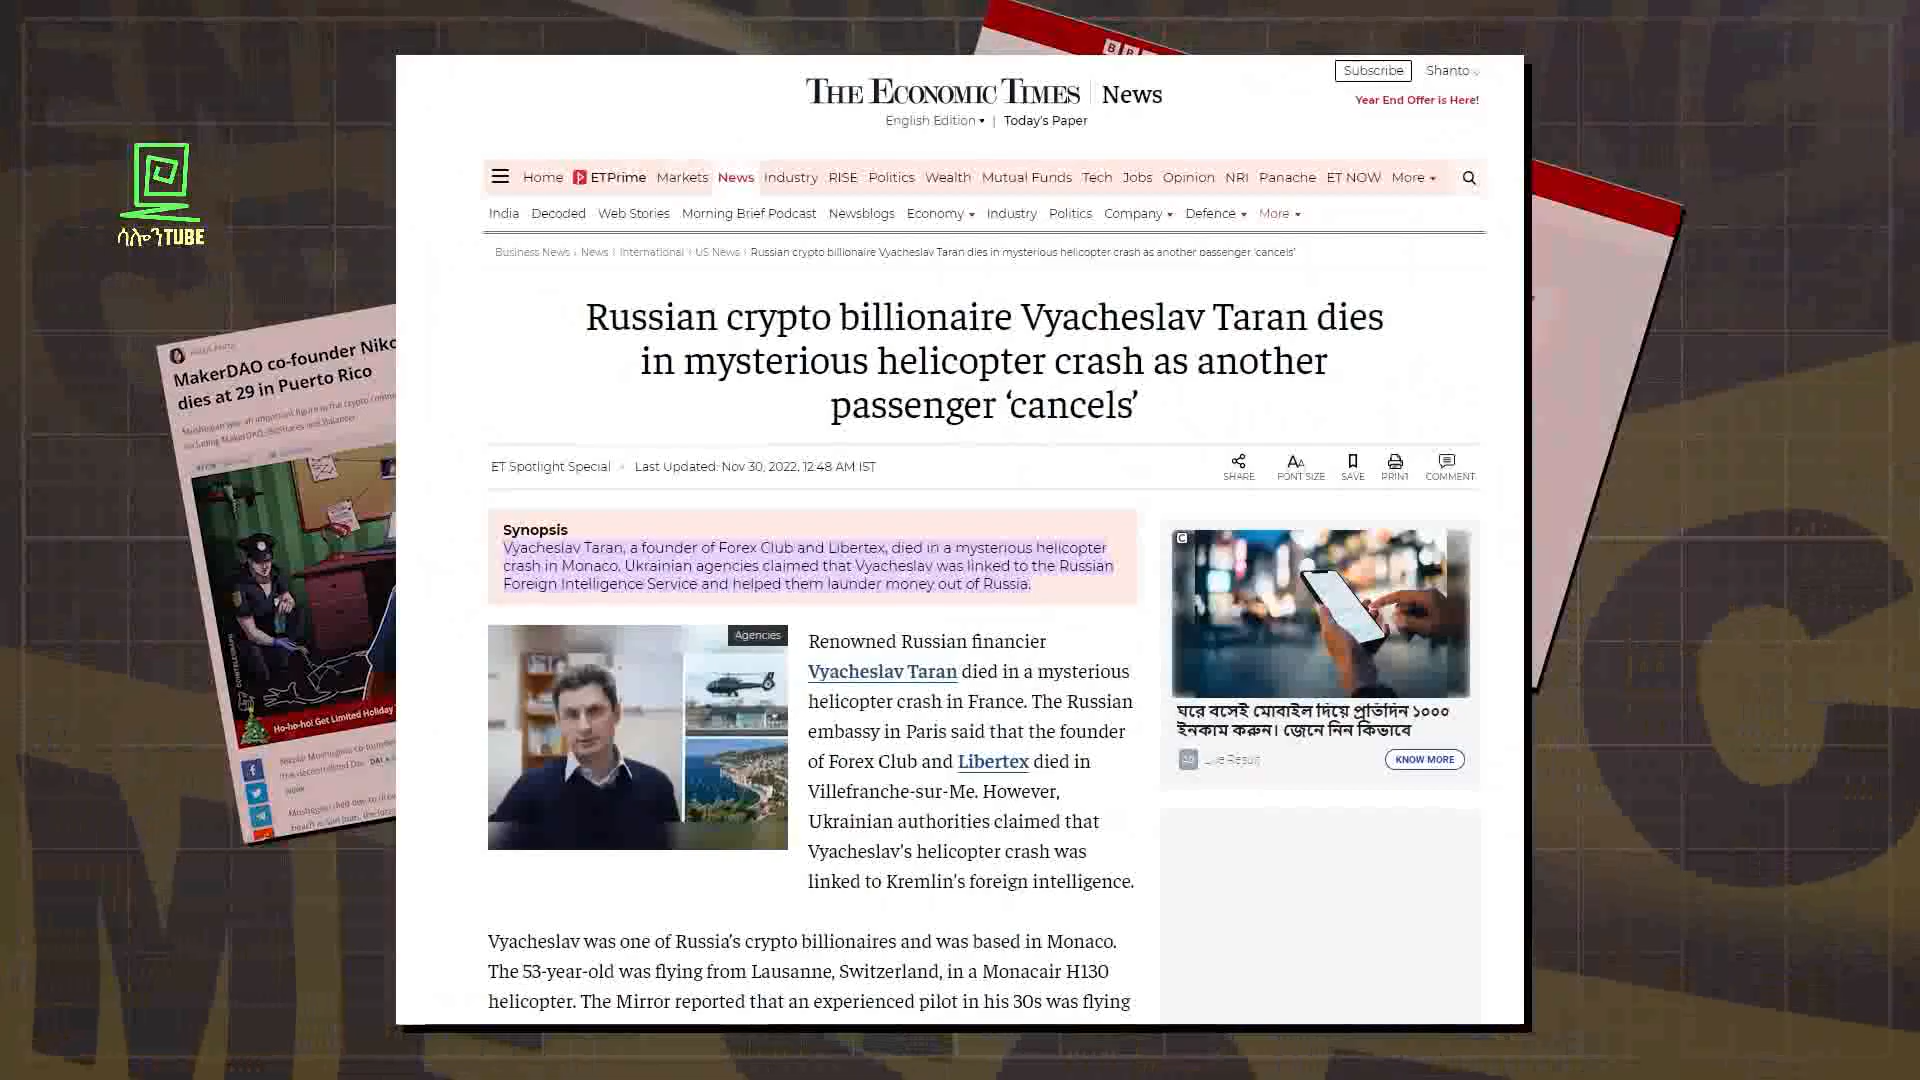 BB
THE ECONOMIC TIMES | News
English Edition | Today's Paper
Subscribe
Shanto
Year End Offer is Here!
ሳሎንTUBE
Home ETPrime Markets News Industry RISE Politics Wealth Mutual Funds Tech Jobs Opinion NRI Panache ET NOW More
India Decoded Web Stories Morning Brief Podcast Newsblogs Economy Industry Politics Company Defence More
Business News › News › International › US News › Russian crypto billionaire Vyacheslav Taran dies in mysterious helicopter crash as another passenger 'cancels'
Russian crypto billionaire Vyacheslav Taran dies
in mysterious helicopter crash as another
passenger ‘cancels’
ET Spotlight Special • Last Updated: Nov 30, 2022, 12:48 AM IST
SHARE FONT SIZE SAVE PRINT COMMENT
Synopsis
Vyacheslav Taran, a founder of Forex Club and Libertex, died in a mysterious helicopter
crash in Monaco. Ukrainian agencies claimed that Vyacheslav was linked to the Russian
Foreign Intelligence Service and helped them launder money out of Russia.
Agencies
Renowned Russian financier
Vyacheslav Taran died in a mysterious
helicopter crash in France. The Russian
embassy in Paris said that the founder
of Forex Club and Libertex died in
Villefranche-sur-Me. However,
Ukrainian authorities claimed that
Vyacheslav’s helicopter crash was
linked to Kremlin’s foreign intelligence.
Vyacheslav was one of Russia’s crypto billionaires and was based in Monaco.
The 53-year-old was flying from Lausanne, Switzerland, in a Monacair H130
helicopter. The Mirror reported that an experienced pilot in his 30s was flying
ঘরে বসেই মোবাইল দিয়ে প্রতিদিন ১০০০
ইনকাম করুন। জেনে নিন কিভাবে
AD Live Result
KNOW MORE
MakerDAO co-founder Niko
dies at 29 in Puerto Rico
COINTELEGRAPH
Ho-ho-ho! Get Limited Holiday